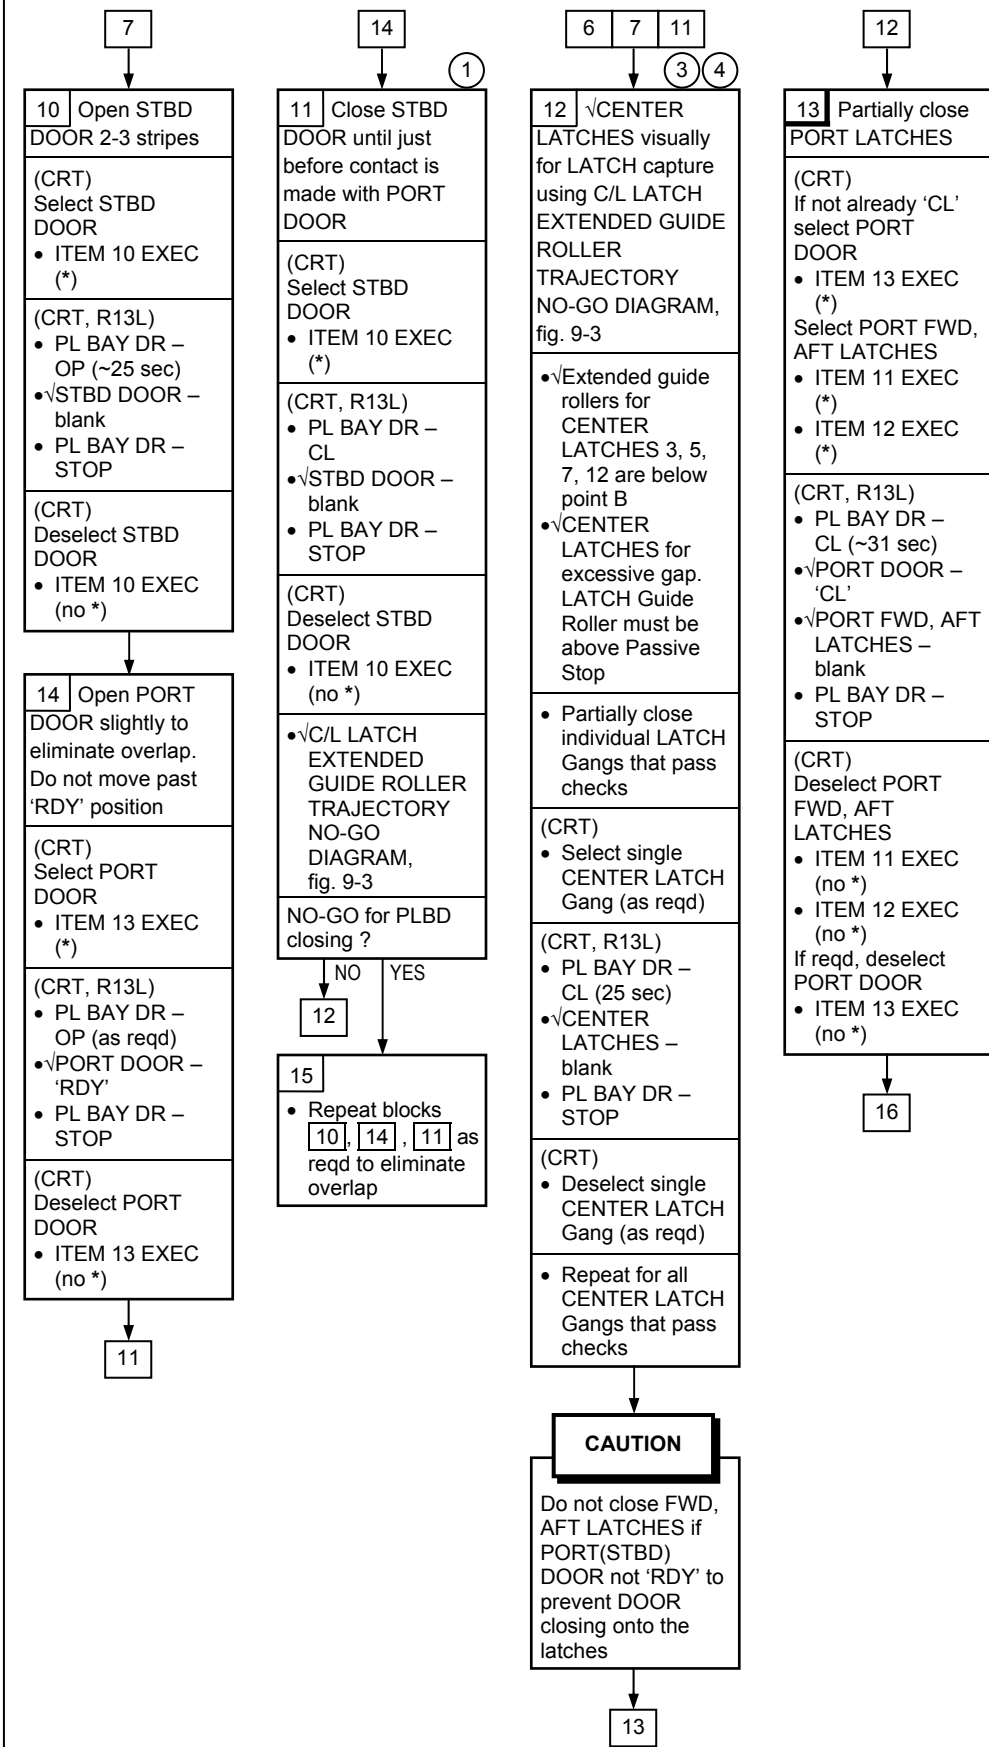 7
10 Open STBD
DOOR 2-3 stripes
(CRT)
Select STBD
DOOR
• ITEM 10 EXEC
(*)
(CRT, R13L)
• PL BAY DR –
OP (~25 sec)
•√STBD DOOR –
blank
• PL BAY DR –
STOP
(CRT)
Deselect STBD
DOOR
• ITEM 10 EXEC
(no *)
14 Open PORT
DOOR slightly to
eliminate overlap.
Do not move past
‘RDY’ position
(CRT)
Select PORT
DOOR
• ITEM 13 EXEC
(*)
(CRT, R13L)
• PL BAY DR –
OP (as reqd)
•√PORT DOOR –
‘RDY’
• PL BAY DR –
STOP
(CRT)
Deselect PORT
DOOR
• ITEM 13 EXEC
(no *)
11
14
1
11 Close STBD
DOOR until just
before contact is
made with PORT
DOOR
(CRT)
Select STBD
DOOR
• ITEM 10 EXEC
(*)
(CRT, R13L)
• PL BAY DR –
CL
•√STBD DOOR –
blank
• PL BAY DR –
STOP
(CRT)
Deselect STBD
DOOR
• ITEM 10 EXEC
(no *)
•√C/L LATCH
EXTENDED
GUIDE ROLLER
TRAJECTORY
NO-GO
DIAGRAM,
fig. 9-3
NO-GO for PLBD
closing ?
NO YES
12
15
• Repeat blocks
10 , 14 , 11 as
reqd to eliminate
overlap
6 7 11
3 4
12 √CENTER
LATCHES visually
for LATCH capture
using C/L LATCH
EXTENDED GUIDE
ROLLER
TRAJECTORY
NO-GO DIAGRAM,
fig. 9-3
•√Extended guide
rollers for
CENTER
LATCHES 3, 5,
7, 12 are below
point B
•√CENTER
LATCHES for
excessive gap.
LATCH Guide
Roller must be
above Passive
Stop
• Partially close
individual LATCH
Gangs that pass
checks
(CRT)
• Select single
CENTER LATCH
Gang (as reqd)
(CRT, R13L)
• PL BAY DR –
CL (25 sec)
•√CENTER
LATCHES –
blank
• PL BAY DR –
STOP
(CRT)
• Deselect single
CENTER LATCH
Gang (as reqd)
• Repeat for all
CENTER LATCH
Gangs that pass
checks
CAUTION
Do not close FWD,
AFT LATCHES if
PORT(STBD)
DOOR not ‘RDY’ to
prevent DOOR
closing onto the
latches
13
12
13 Partially close
PORT LATCHES
(CRT)
If not already ‘CL’
select PORT
DOOR
• ITEM 13 EXEC
(*)
Select PORT FWD,
AFT LATCHES
• ITEM 11 EXEC
(*)
• ITEM 12 EXEC
(*)
(CRT, R13L)
• PL BAY DR –
CL (~31 sec)
•√PORT DOOR –
‘CL’
•√PORT FWD, AFT
LATCHES –
blank
• PL BAY DR –
STOP
(CRT)
Deselect PORT
FWD, AFT
LATCHES
• ITEM 11 EXEC
(no *)
• ITEM 12 EXEC
(no *)
If reqd, deselect
PORT DOOR
• ITEM 13 EXEC
(no *)
16